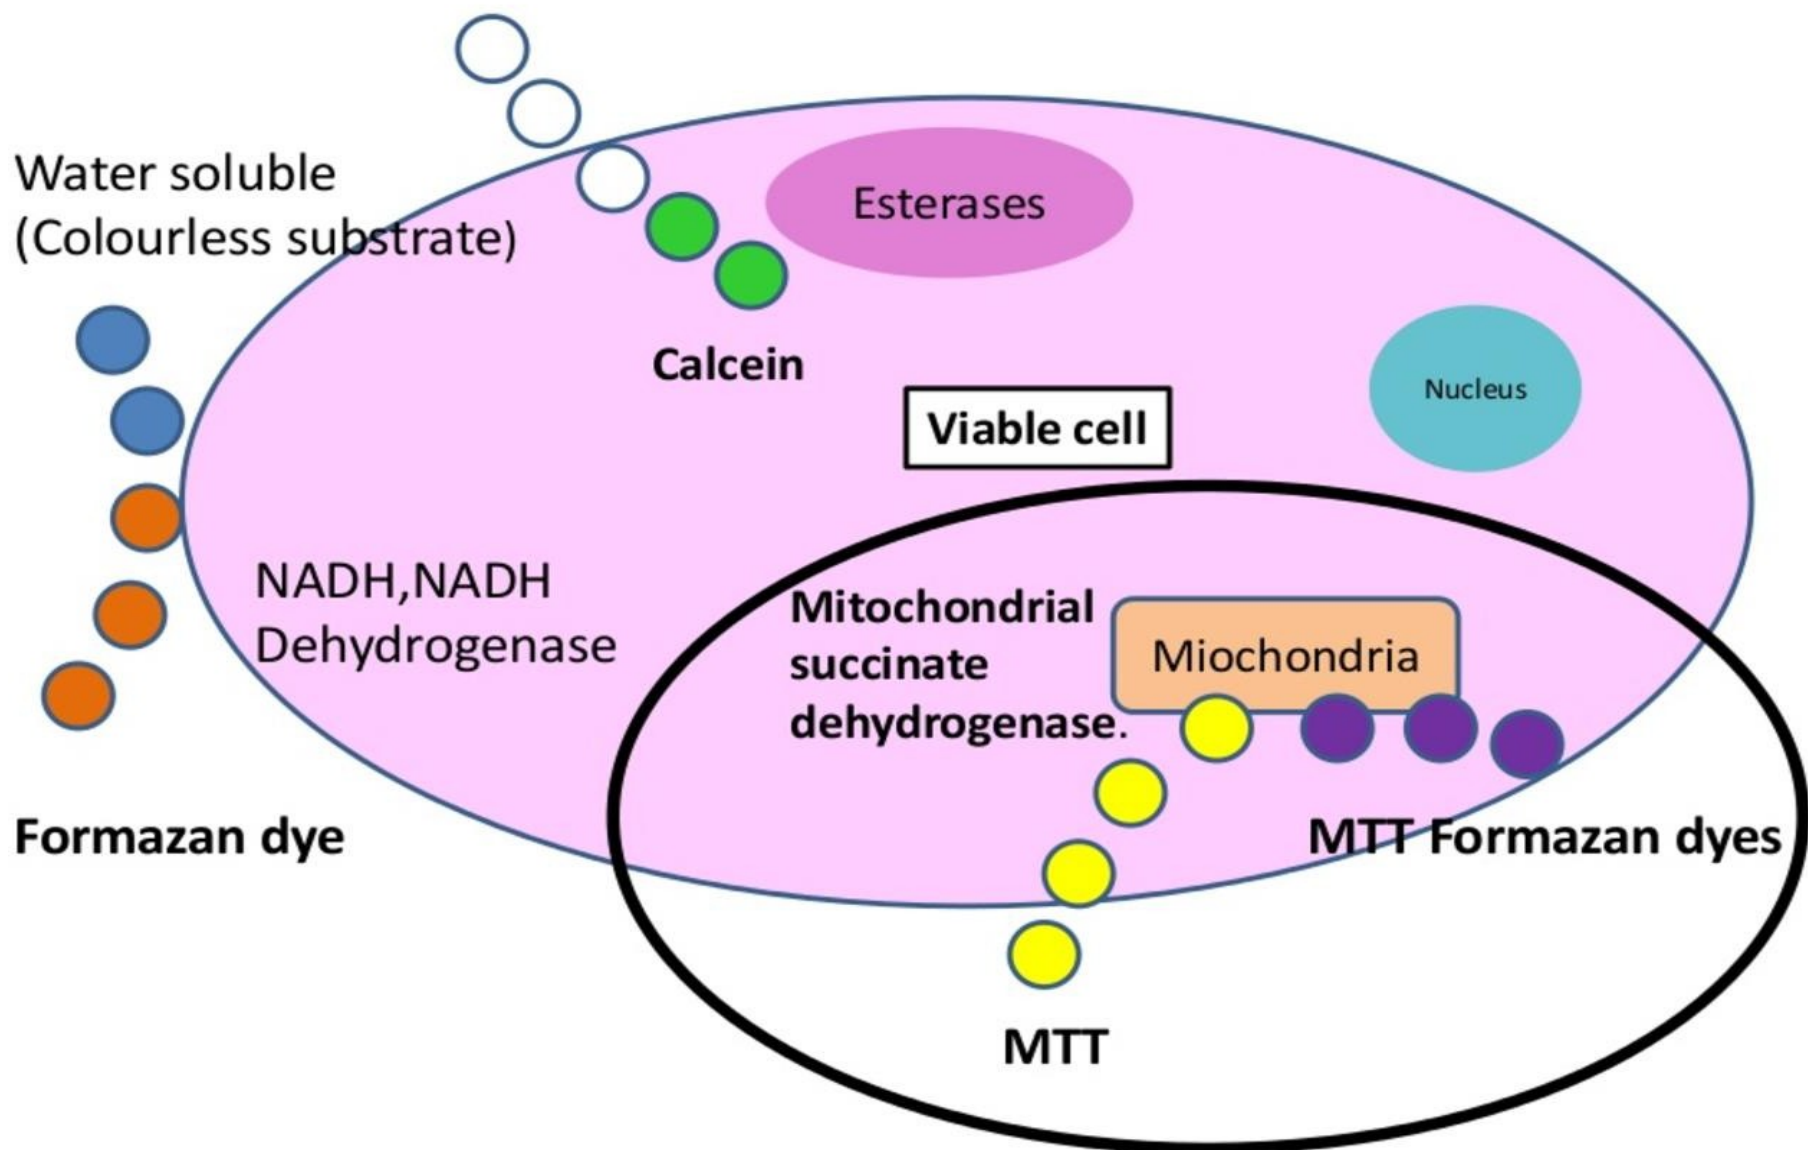 Water soluble
(Colourless substrate)
Esterases
Calcein
Nucleus
Viable cell
NADH,NADH
Dehydrogenase
Mitochondrial
succinate
dehydrogenase.
Miochondria
Formazan dye
MTT Formazan dyes
MTT